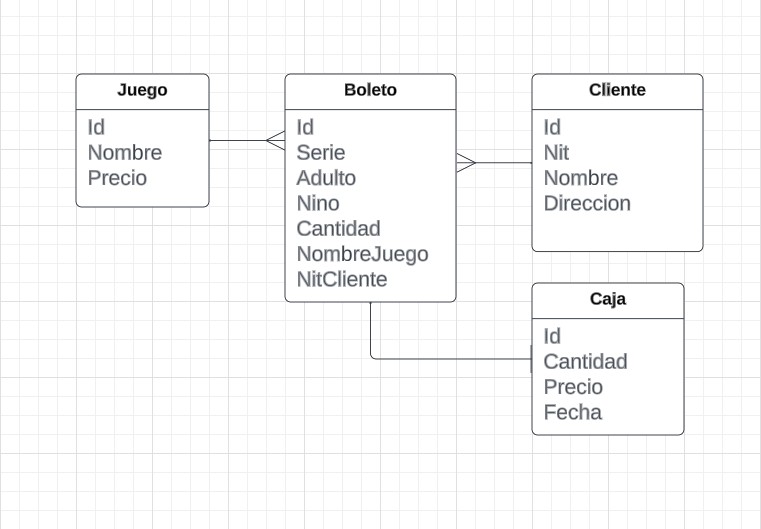 Juego
Id
Nombre
Precio
Boleto
Id
Serie
Adulto
Nino
Cantidad
NombreJuego
NitCliente
Cliente
Id
Nit
Nombre
Direccion
Caja
Id
Cantidad
Precio
Fecha